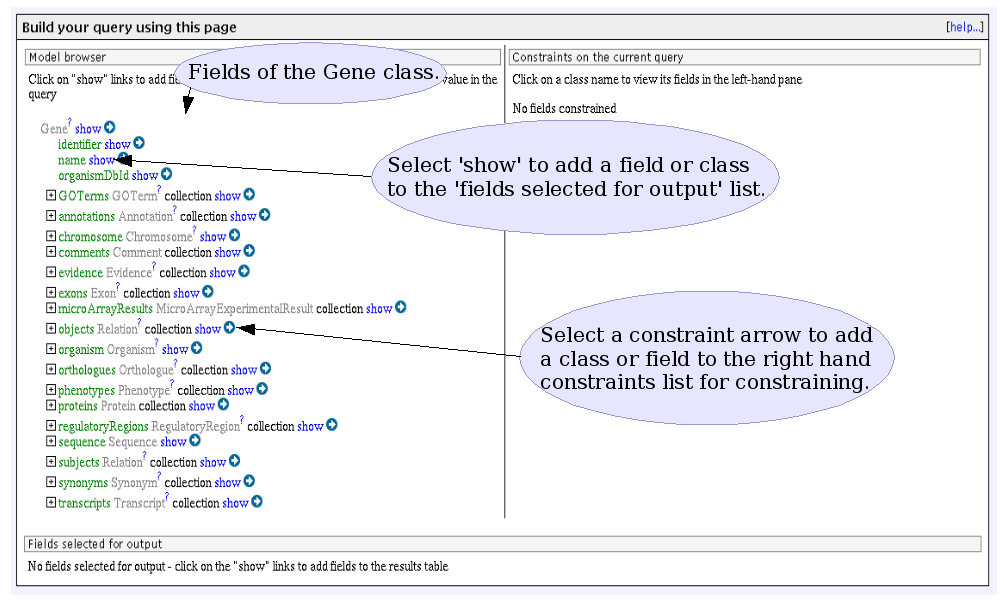 Build your query using this page
[help...]
Model browser
Click on "show" links to add fie
value in the
query
Fields of the Gene class.
Gene? show
identifier show
name show
organismDbId show
GOTerms GOTerm? collection show
annotations Annotation? collection show
chromosome Chromosome? show
comments Comment collection show
evidence Evidence? collection show
exons Exon? collection show
microArrayResults MicroArrayExperimentalResult collection show
objects Relation? collection show
organism Organism? show
orthologues Orthologue? collection show
phenotypes Phenotype? collection show
proteins Protein collection show
regulatoryRegions RegulatoryRegion? collection show
sequence Sequence show
subjects Relation? collection show
synonyms Synonym? collection show
transcripts Transcript? collection show
Constraints on the current query
Click on a class name to view its fields in the left-hand pane
No fields constrained
Select 'show' to add a field or class
to the 'fields selected for output' list.
Select a constraint arrow to add
a class or field to the right hand
constraints list for constraining.
Fields selected for output
No fields selected for output - click on the "show" links to add fields to the results table